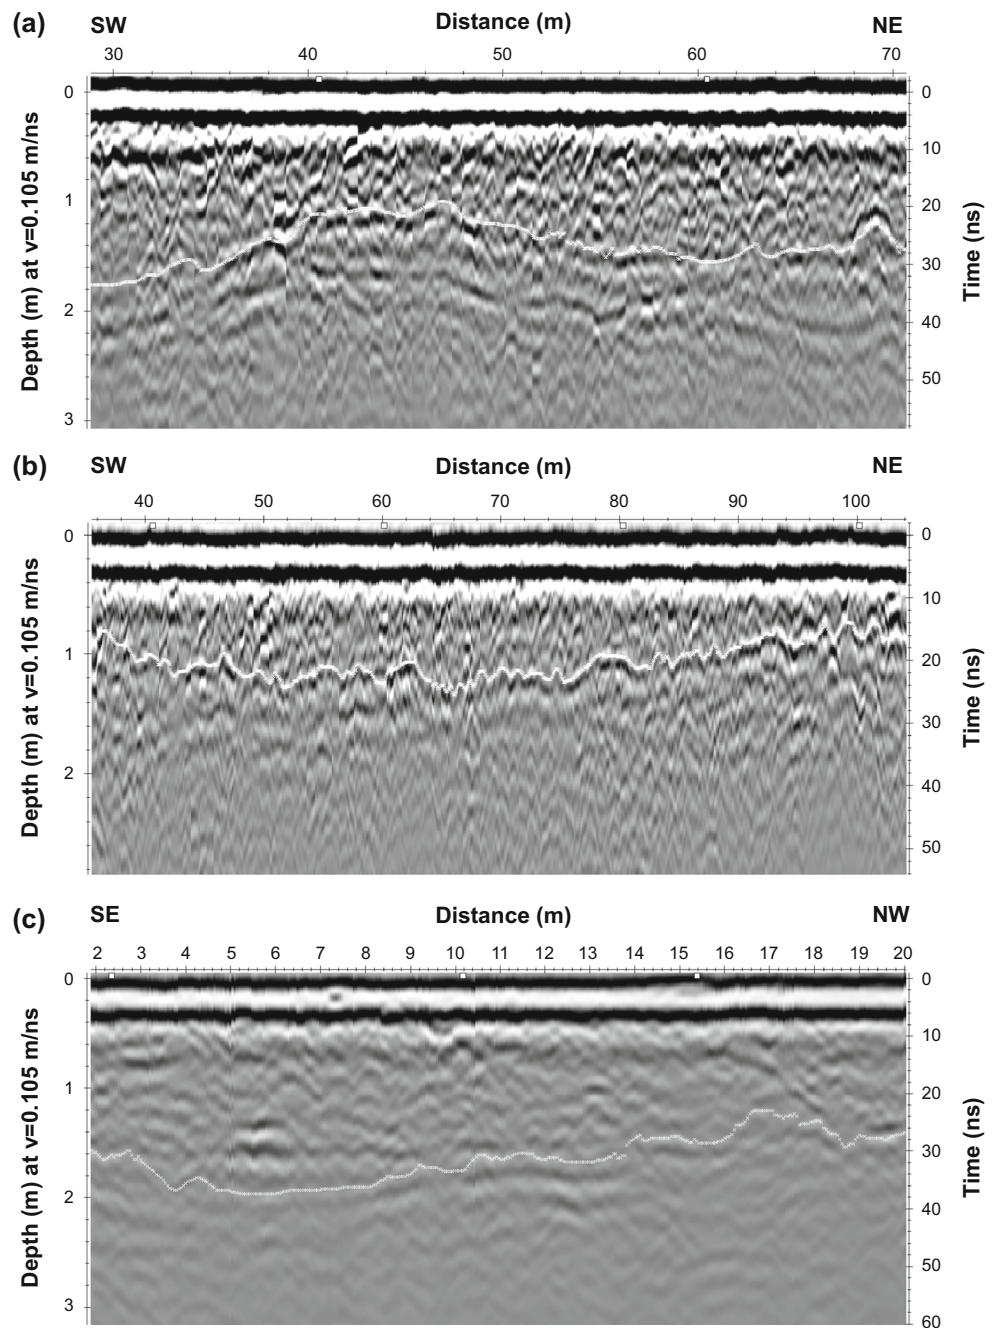 (a) SW Distance (m) NE
30 40 50 60 70
0 0
10
1
20
30
2
40
50
3
Depth (m) at v=0.105 m/ns
Time (ns)
(b) SW Distance (m) NE
40 50 60 70 80 90 100
0 0
10
1
20
30
2
40
50
Depth (m) at v=0.105 m/ns
Time (ns)
(c) SE Distance (m) NW
2 3 4 5 6 7 8 9 10 11 12 13 14 15 16 17 18 19 20
0 0
10
1
20
30
2
40
50
3
60
Depth (m) at v=0.105 m/ns
Time (ns)